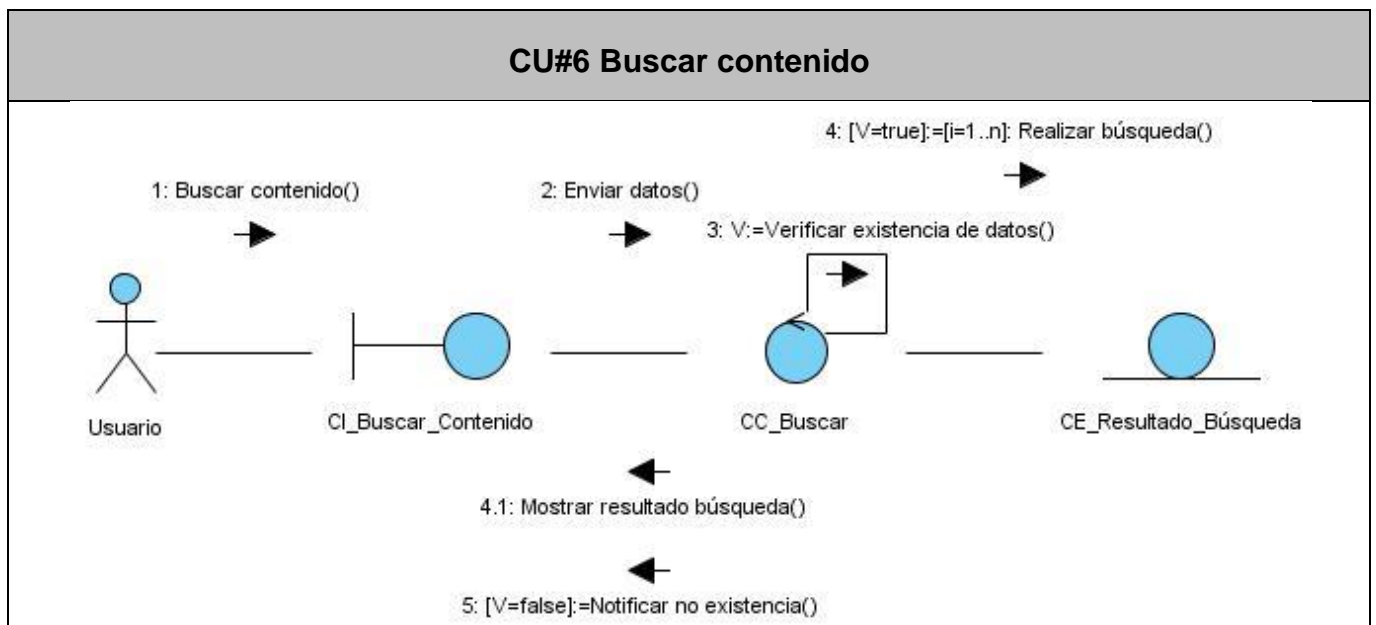 CU#6 Buscar contenido
4: [V=true]:=[i=1..n]: Realizar búsqueda()
1: Buscar contenido()
2: Enviar datos()
3: V:=Verificar existencia de datos()
Usuario
CI_Buscar_Contenido
CC_Buscar
CE_Resultado_Búsqueda
4.1: Mostrar resultado búsqueda()
5: [V=false]:=Notificar no existencia()